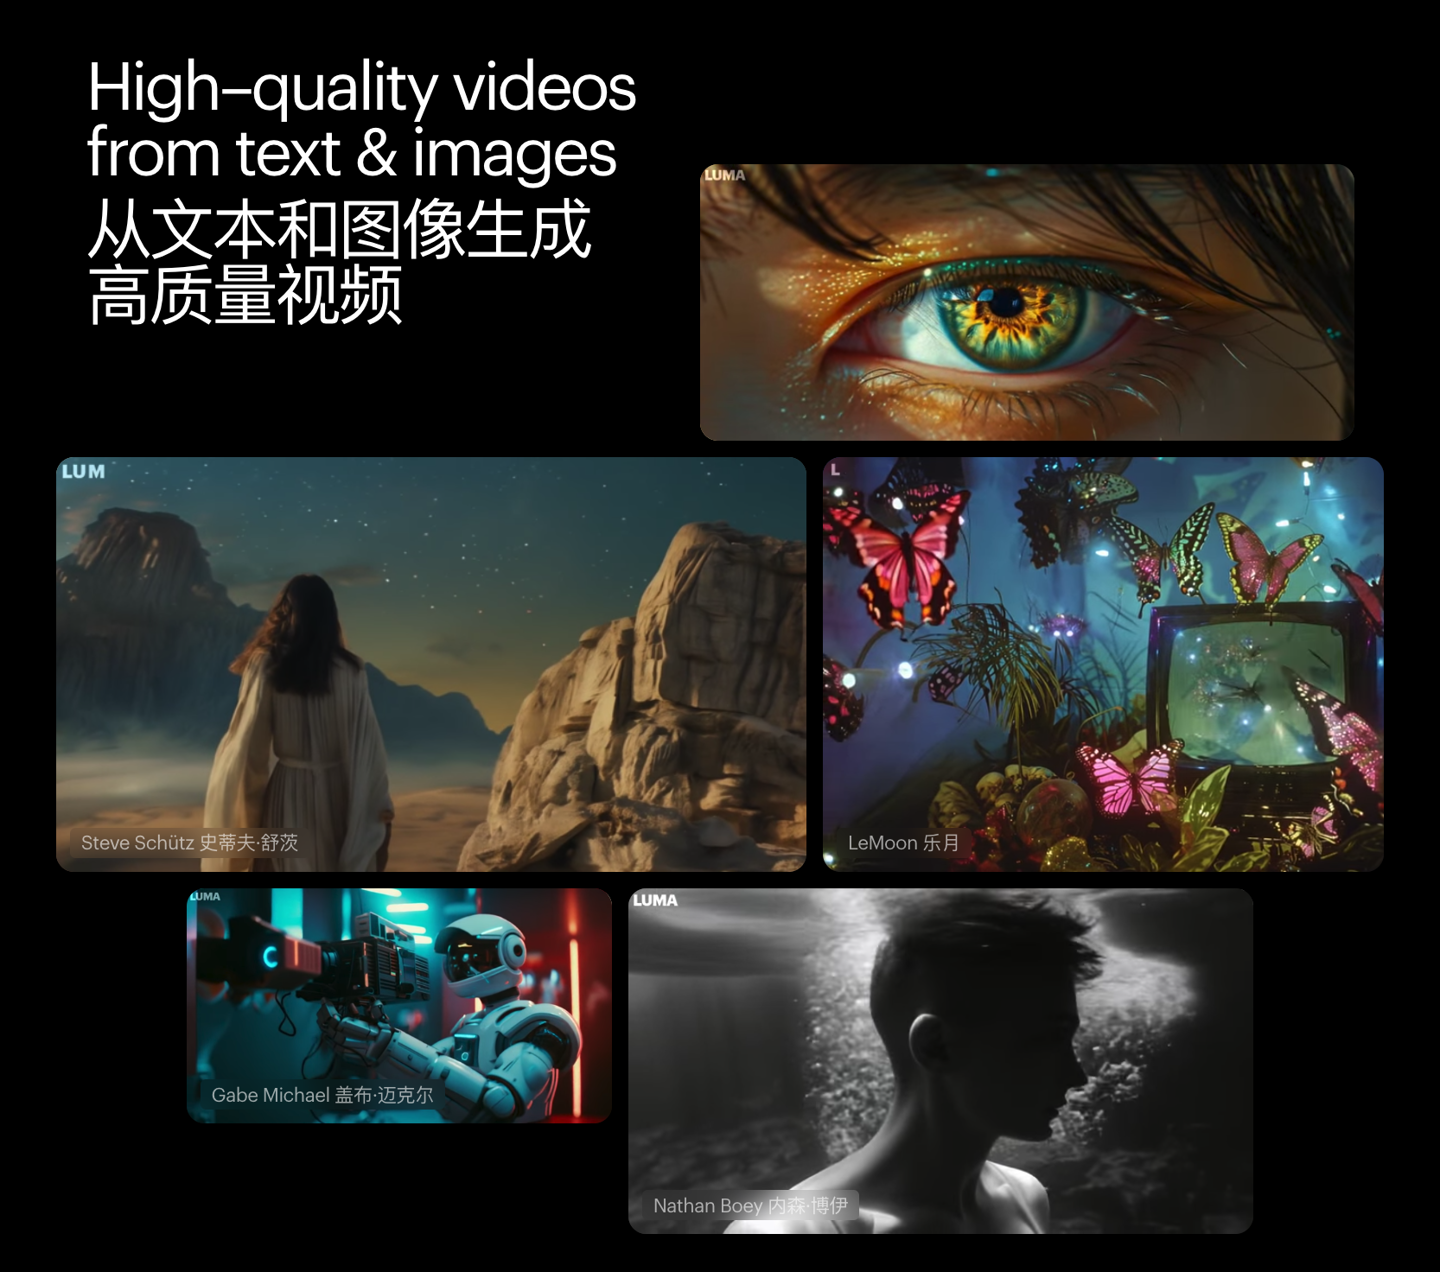 High–quality videos
from text & images
从文本和图像生成
高质量视频
LUMA
LUM
L
Steve Schütz 史蒂夫·舒茨
LeMoon 乐月
LUMA
LUMA
Gabe Michael 盖布·迈克尔
Nathan Boey 内森·博伊